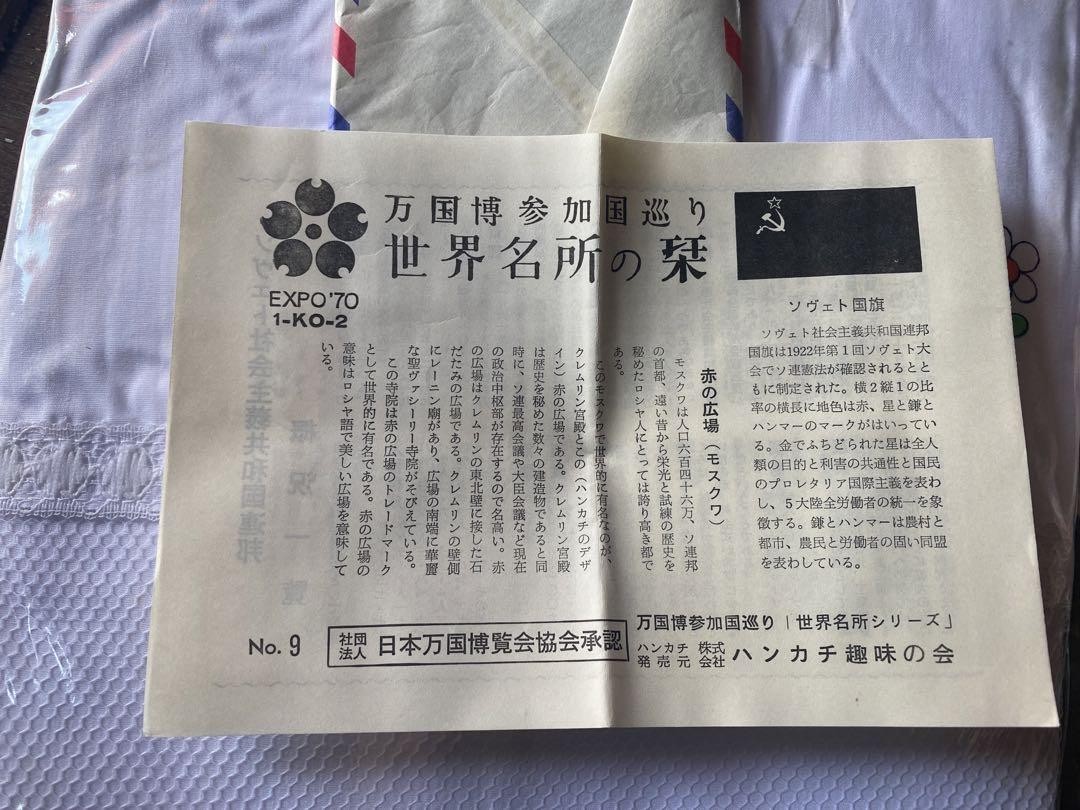 EXPO'70
1-KO-2
万国博参加国巡り
世界名所の栞
ソヴェト国旗
ソヴェト社会主義共和国連邦
国旗は1922年第1回ソヴェト大
会でソ連憲法が確認されるとと
もに制定された。横2縦1の比
率の横長に地色は赤、星と鎌と
ハンマーのマークがはいってい
る。金でふちどられた星は全人
類の目的と利害の共通性と国民
のプロレタリア国際主義を表わ
し、5大陸全労働者の統一を象
徴する。鎌とハンマーは農村と
都市、農民と労働者の固い同盟
を表わしている。
赤の広場（モスクワ）
モスクワは人口六百四十六万、ソ連邦
の首都、遠い昔から栄光と試練の歴史を
秘めたロシヤ人にとっては誇り高き都で
ある。
このモスクワで世界的に有名なのが、
クレムリン宮殿とこの（ハンカチのデザ
イン）赤の広場である。クレムリン宮殿
は歴史を秘めた数々の建造物であると同
時に、ソ連最高会議や大臣会議など現在
の政治中枢部が存在するので名高い。赤
の広場はクレムリンの東北壁に接した石
だたみの広場である。クレムリンの壁側
にレーニン廟があり、広場の南端に華麗
な聖ヴァシーリー寺院がそびえている。
この寺院は赤の広場のトレードマーク
として世界的に有名である。赤の広場の
意味はロシヤ語で美しい広場を意味して
いる。
No. 9
社団法人 日本万国博覧会協会承認
万国博参加国巡り「世界名所シリーズ」
ハンカチ発売元 株式会社 ハンカチ趣味の会